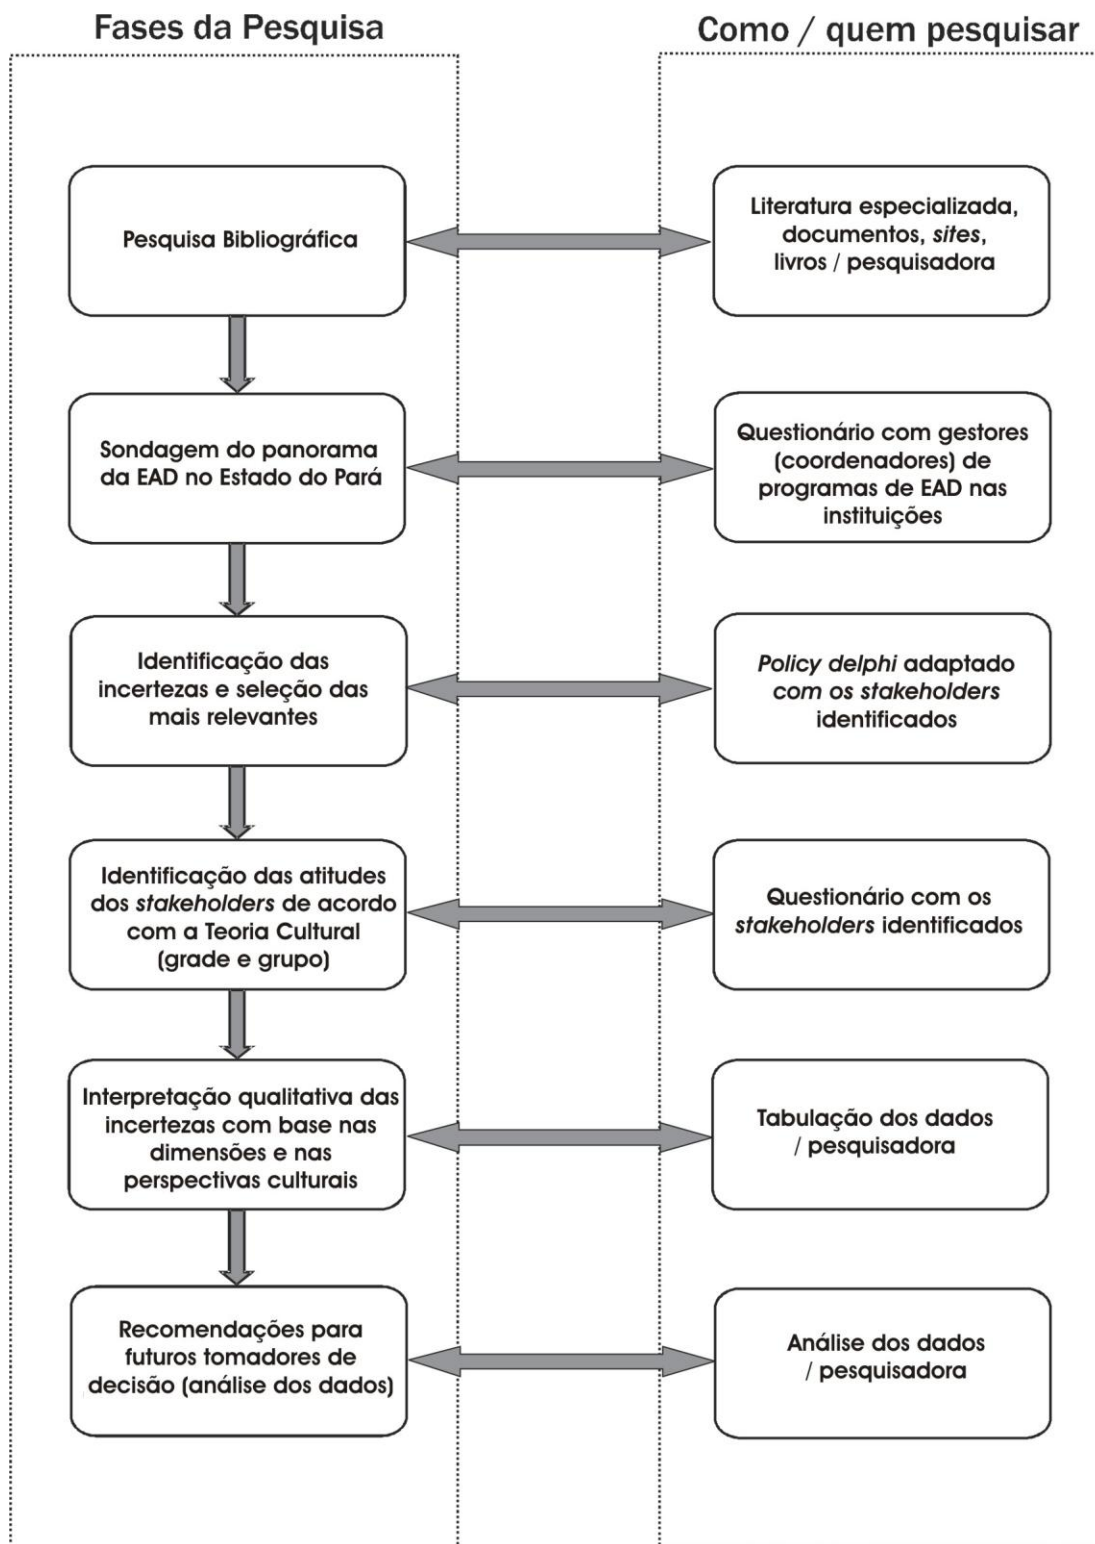 Fases da Pesquisa
Como / quem pesquisar
Pesquisa Bibliográfica
Literatura especializada,
documentos, sites,
livros / pesquisadora
Sondagem do panorama
da EAD no Estado do Pará
Questionário com gestores
(coordenadores) de
programas de EAD nas
instituições
Identificação das
incertezas e seleção das
mais relevantes
Policy delphi adaptado
com os stakeholders
identificados
Identificação das atitudes
dos stakeholders de acordo
com a Teoria Cultural
(grade e grupo)
Questionário com os
stakeholders identificados
Interpretação qualitativa das
incertezas com base nas
dimensões e nas
perspectivas culturais
Tabulação dos dados
/ pesquisadora
Recomendações para
futuros tomadores de
decisão (análise dos dados)
Análise dos dados
/ pesquisadora